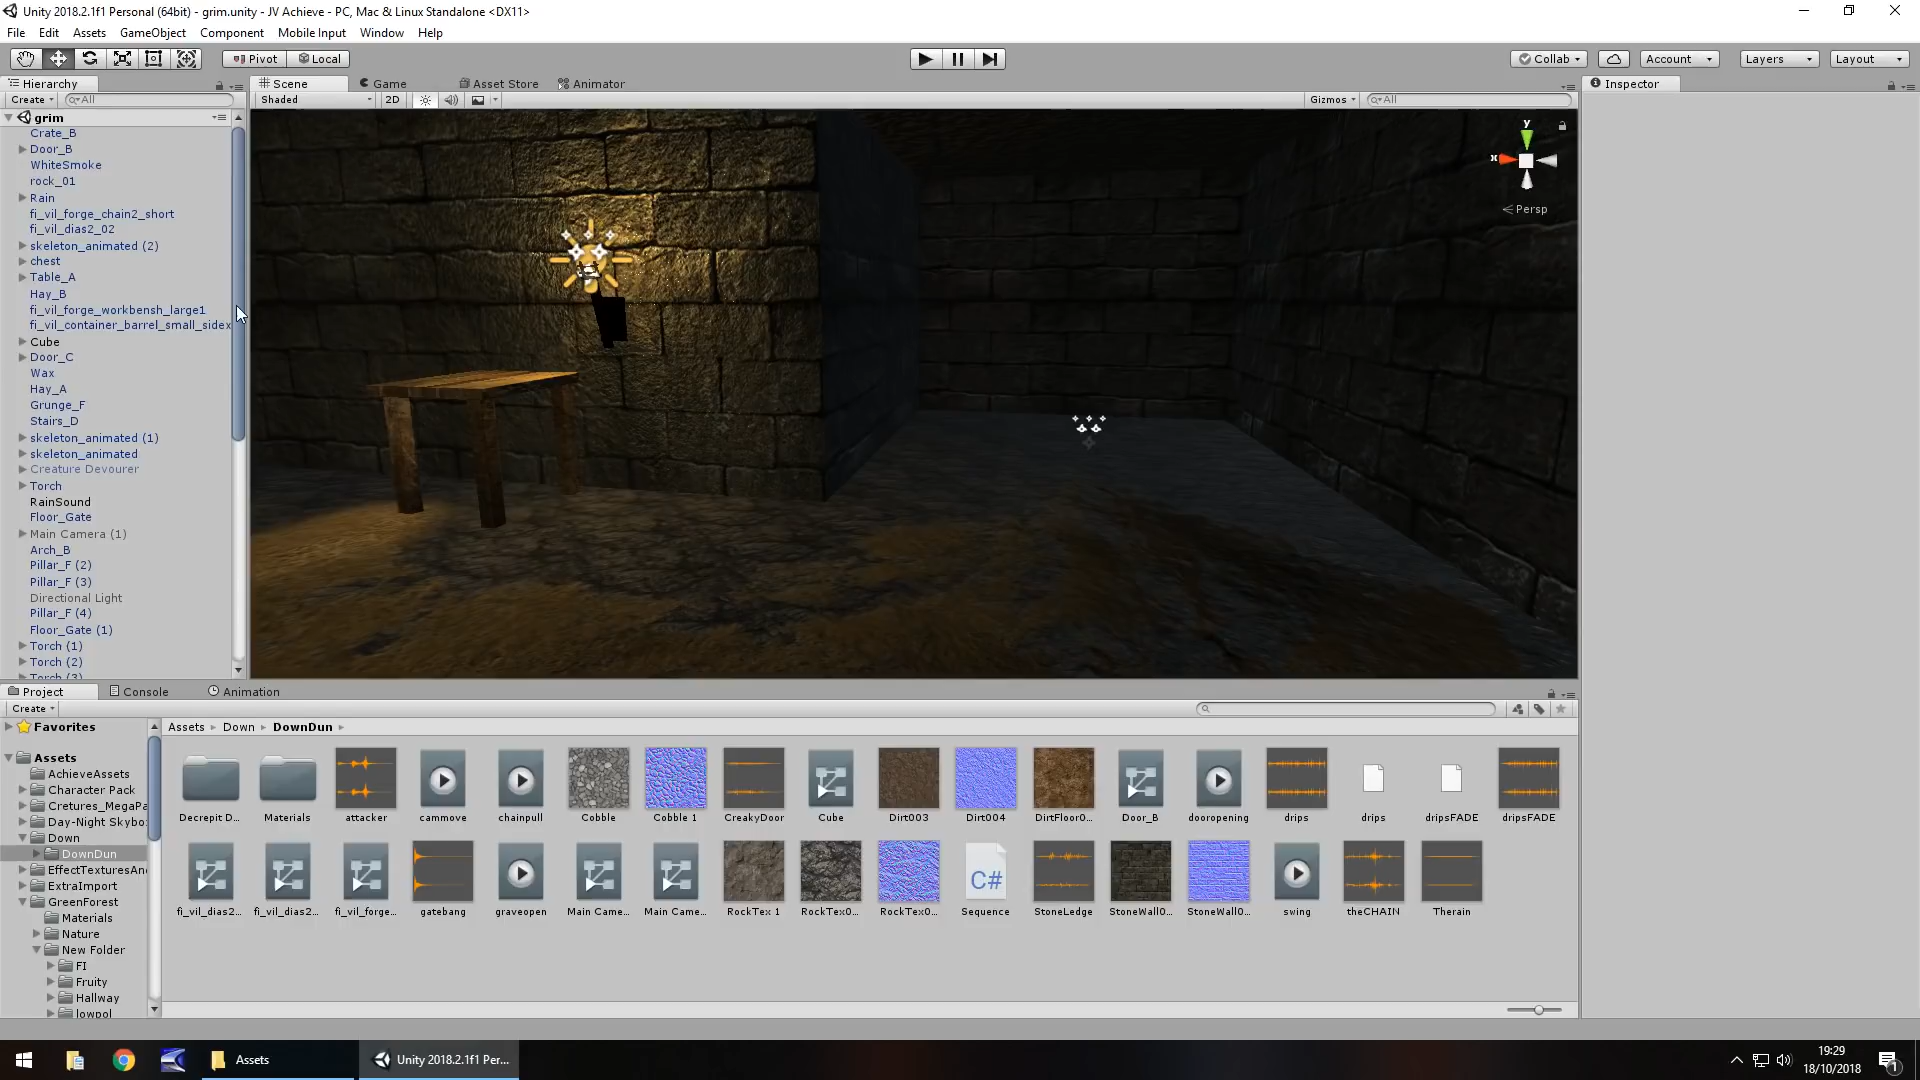 Unity 2018.2.1f1 Personal (64bit) - grim.unity - JV Achieve - PC, Mac & Linux Standalone <DX11>
File Edit Assets GameObject Component Mobile Input Window Help
Pivot Local Collab Account Layers Layout
Hierarchy Scene Game Asset Store Animator Inspector
Create All Shaded 2D Gizmos All
grim
Crate_B
Door_B
WhiteSmoke
rock_01
Rain
fi_vil_forge_chain2_short
fi_vil_dias2_02
skeleton_animated (2)
chest
Table_A
Hay_B
fi_vil_forge_workbensh_large1
fi_vil_container_barrel_small_sidex
Cube
Door_C
Wax
Hay_A
Grunge_F
Stairs_D
skeleton_animated (1)
skeleton_animated
Creature Devourer
Torch
RainSound
Floor_Gate
Main Camera (1)
Arch_B
Pillar_F (2)
Pillar_F (3)
Directional Light
Pillar_F (4)
Floor_Gate (1)
Torch (1)
Torch (2)
Torch (3)
y
x
Persp
Project Console Animation
Create
Favorites
Assets
AchieveAssets
Character Pack
Cretures_MegaPa
Day-Night Skybo
Down
DownDun
EffectTexturesAn
ExtraImport
GreenForest
Materials
Nature
New Folder
FI
Fruity
Hallway
lowpol
Assets Down DownDun
Decrepit D... Materials attacker cammove chainpull Cobble Cobble 1 CreakyDoor Cube Dirt003 Dirt004 DirtFloor0... Door_B dooropening drips drips dripsFADE dripsFADE
fi_vil_dias2... fi_vil_dias2... fi_vil_forge... gatebang graveopen Main Came... Main Came... RockTex 1 RockTex0... RockTex0... C# Sequence StoneLedge StoneWall0... StoneWall0... swing theCHAIN Therain
Assets Unity 2018.2.1f1 Per...
19:29
18/10/2018
1